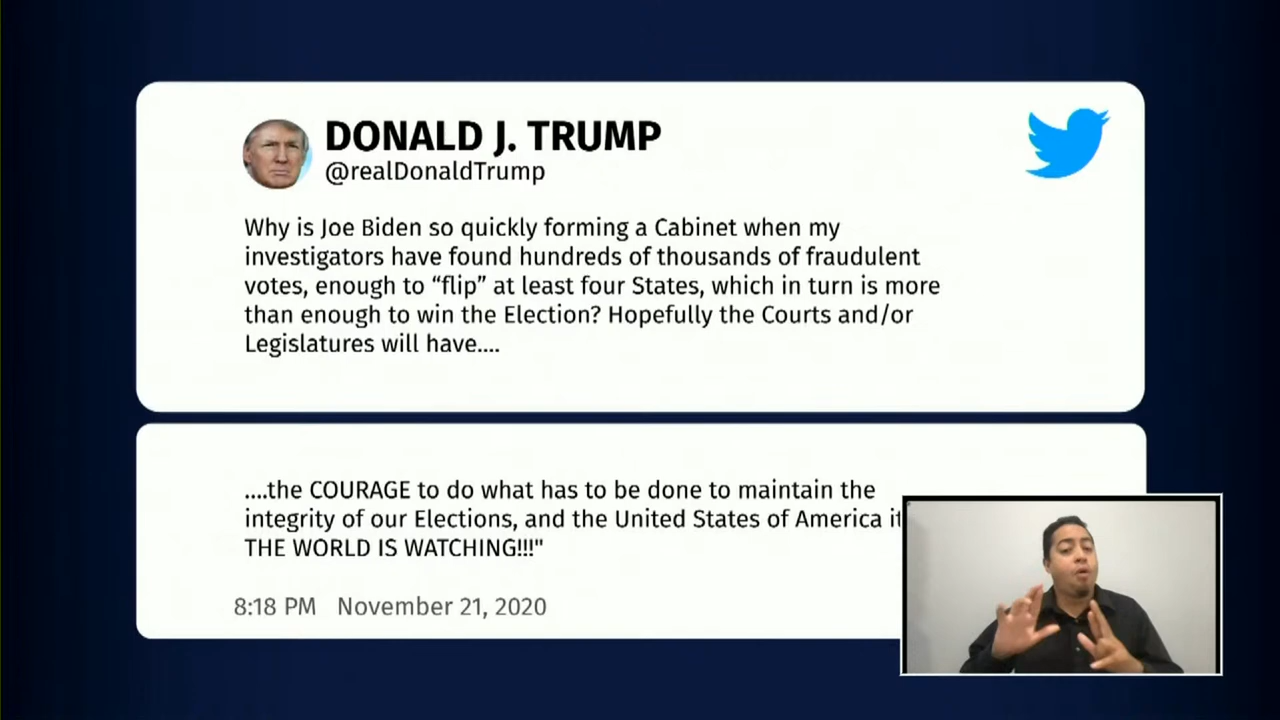 DONALD J. TRUMP
@realDonaldTrump
Why is Joe Biden so quickly forming a Cabinet when my
investigators have found hundreds of thousands of fraudulent
votes, enough to “flip” at least four States, which in turn is more
than enough to win the Election? Hopefully the Courts and/or
Legislatures will have....
....the COURAGE to do what has to be done to maintain the
integrity of our Elections, and the United States of America
THE WORLD IS WATCHING!!!"
8:18 PM November 21, 2020